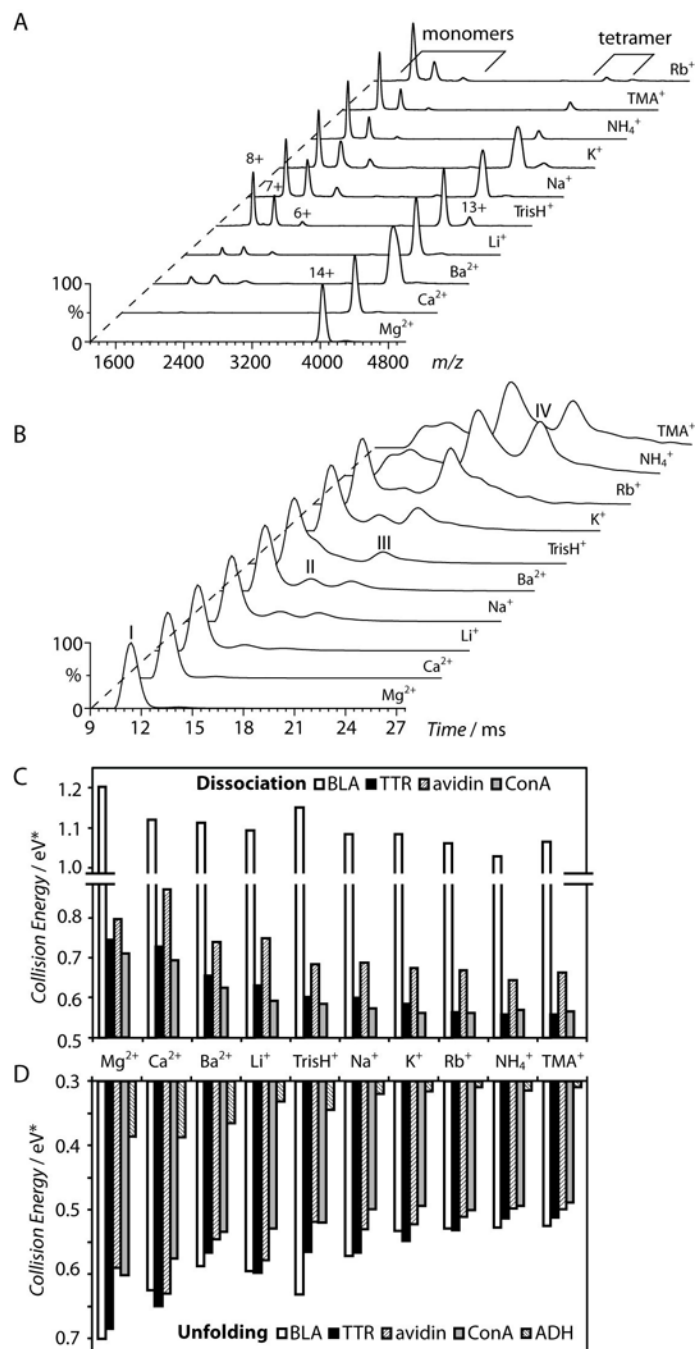 A
monomers
tetramer
Rb⁺
TMA⁺
NH₄⁺
K⁺
8+
7+
Na⁺
6+
13+
TrisH⁺
Li⁺
14+
Ba²⁺
100
Ca²⁺
%
Mg²⁺
0
1600 2400 3200 4000 4800 m/z
B
IV
TMA⁺
NH₄⁺
Rb⁺
K⁺
III
TrisH⁺
II
Ba²⁺
Na⁺
I
Li⁺
100
Ca²⁺
%
Mg²⁺
0
9 12 15 18 21 24 27 Time / ms
C
1.2
Dissociation BLA TTR avidin ConA
1.1
1.0
Collision Energy / eV*
0.8
0.7
0.6
0.5
D
Mg²⁺ Ca²⁺ Ba²⁺ Li⁺ TrisH⁺ Na⁺ K⁺ Rb⁺ NH₄⁺ TMA⁺
0.3
0.4
Collision Energy / eV*
0.5
0.6
0.7
Unfolding BLA TTR avidin ConA ADH